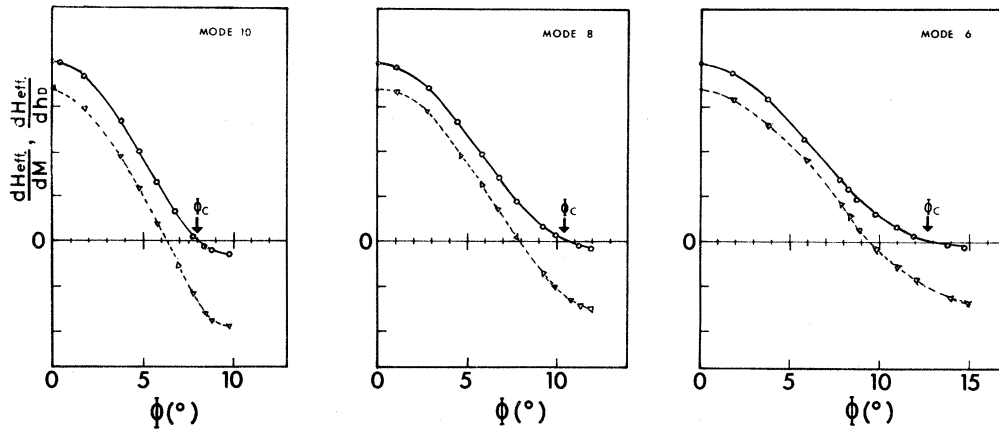 MODE 10
MODE 8
MODE 6
dHeff. / dM , dHeff. / dhD
Φc
Φc
Φc
0
0
0
0 5 10
0 5 10
0 5 10 15
Φ(°)
Φ(°)
Φ(°)